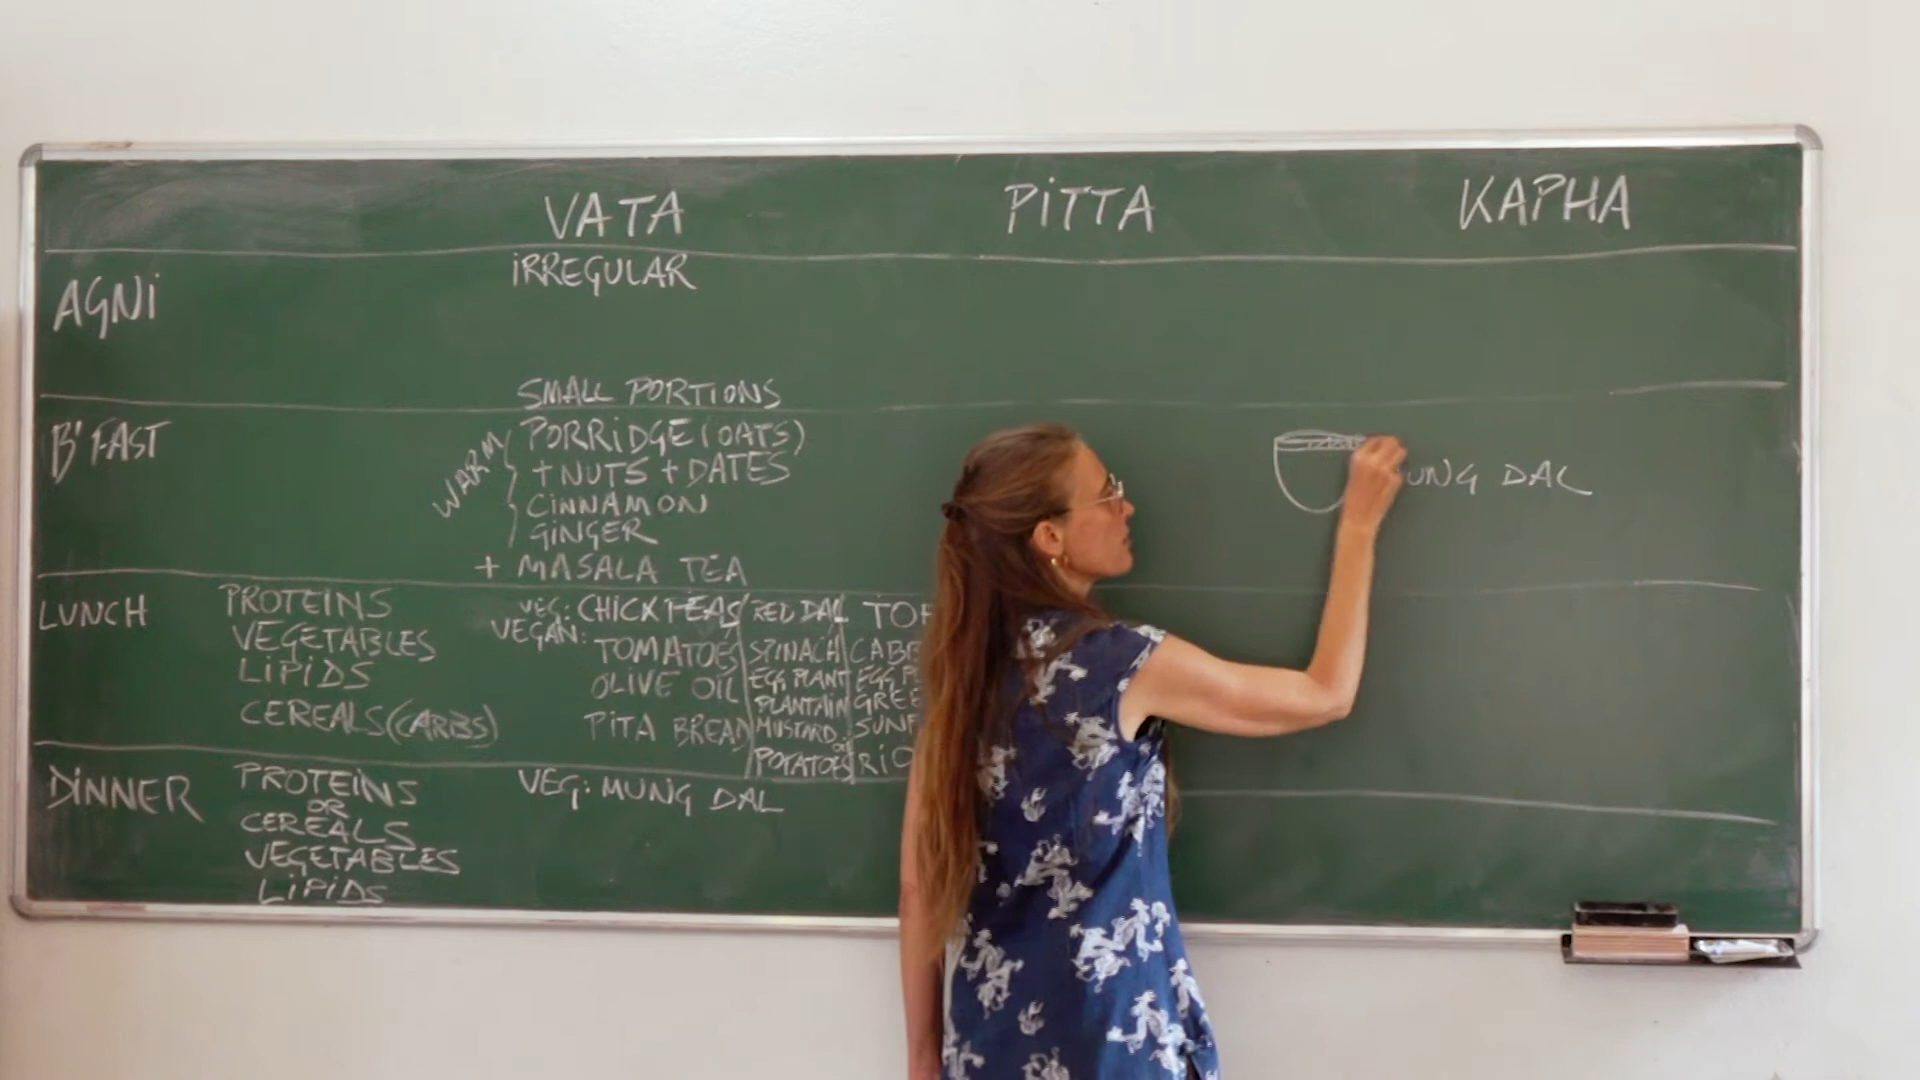 VATA PiTTA KAPHA
AGNi iRREGULAR
SMALL PORTIONS
B'FAST WARM PORRiDGE (OATS)
+ NUTS + DATES
CiNNAMON
GiNGER
+ MASALA TEA
UNG DAL
LUNCH PROTEiNS VEG: CHICKPEAS RED DAL
VEGETABLES VEGAN: TOMATOES SPINACH
LiPiDS OLIVE OIL EGG PLANT
PLANTAIN
CEREALS (CARBS) PiTA BREAD MUSTARD
POTATOES
DiNNER PROTEiNS VEG: MUNG DAL
OR
CEREALS
VEGETABLES
LiPiDS